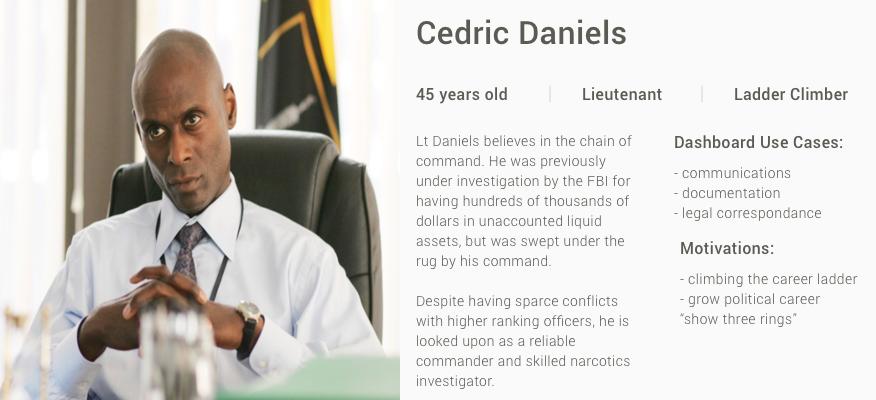 Cedric Daniels
45 years old
Lieutenant
Ladder Climber
Lt Daniels believes in the chain of
command. He was previously
under investigation by the FBI for
having hundreds of thousands of
dollars in unaccounted liquid
assets, but was swept under the
rug by his command.
Despite having sparce conflicts
with higher ranking officers, he is
looked upon as a reliable
commander and skilled narcotics
investigator.
Dashboard Use Cases:
- communications
- documentation
- legal correspondance
Motivations:
- climbing the career ladder
- grow political career
“show three rings”